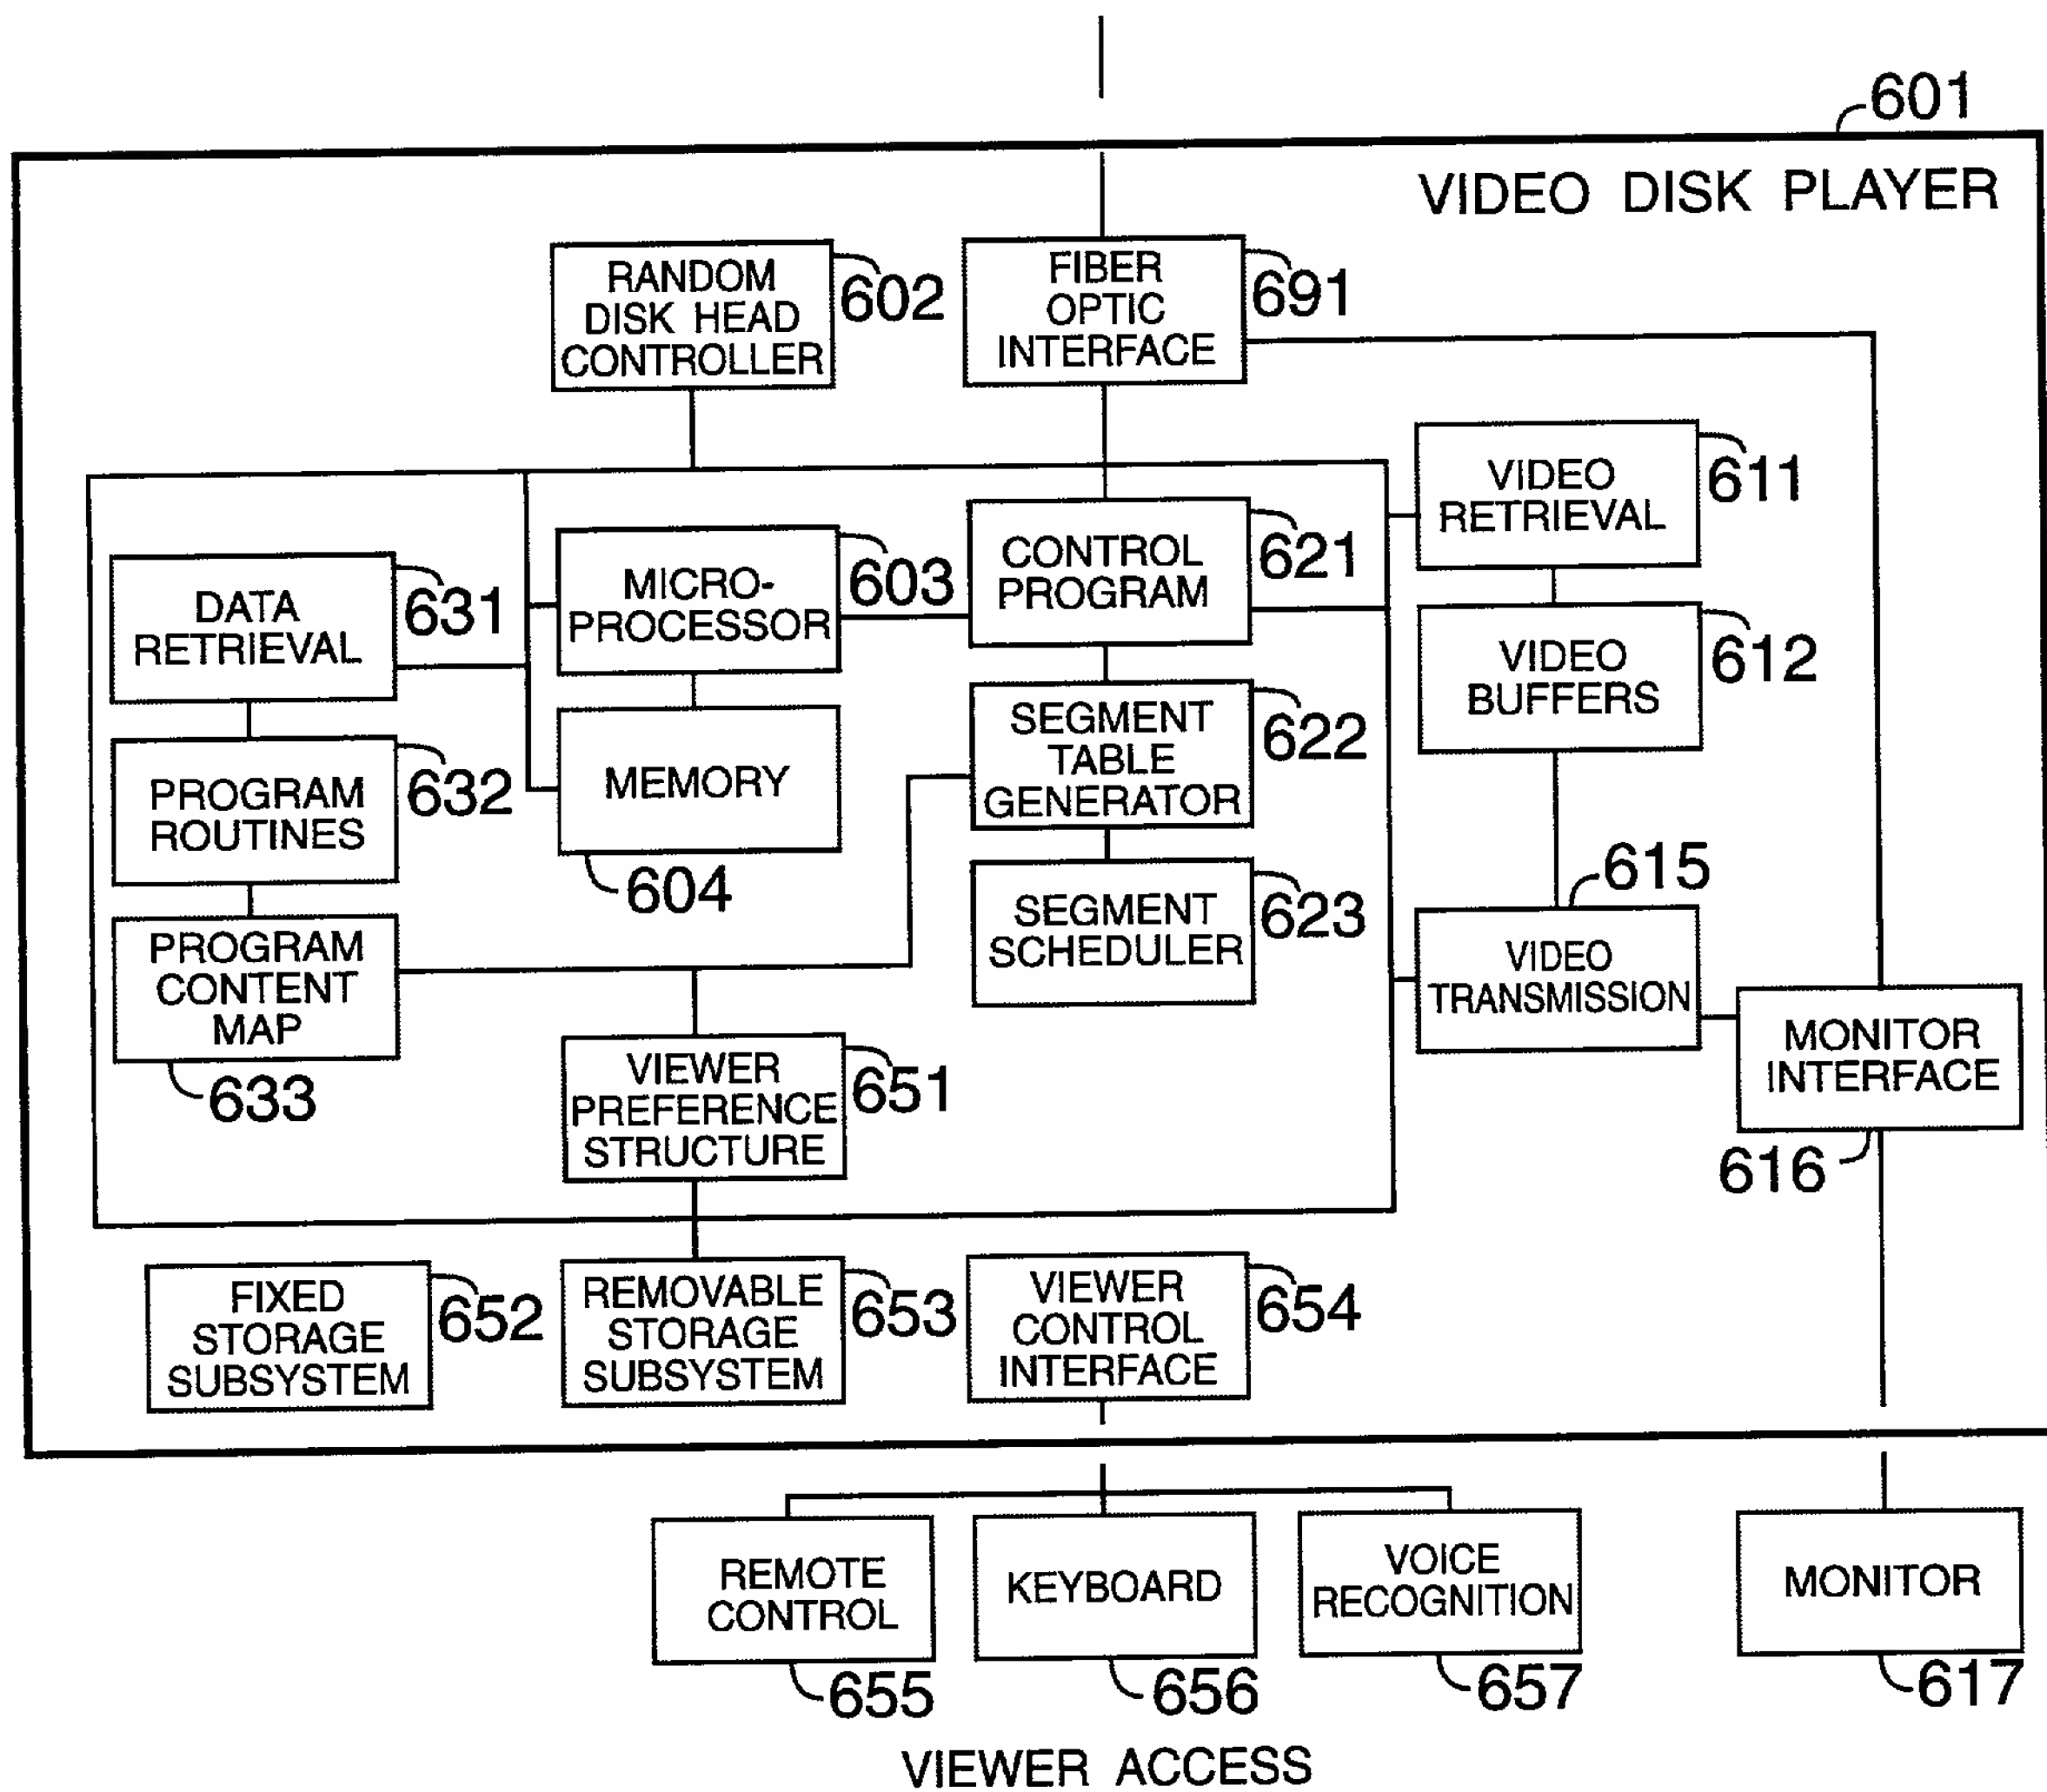 601
VIDEO DISK PLAYER
RANDOM
DISK HEAD
CONTROLLER
602
FIBER
OPTIC
INTERFACE
691
VIDEO
RETRIEVAL
611
DATA
RETRIEVAL
631
MICRO-
PROCESSOR
603
CONTROL
PROGRAM
621
VIDEO
BUFFERS
612
PROGRAM
ROUTINES
632
MEMORY
604
SEGMENT
TABLE
GENERATOR
622
PROGRAM
CONTENT
MAP
633
SEGMENT
SCHEDULER
623
615
VIDEO
TRANSMISSION
MONITOR
INTERFACE
616
VIEWER
PREFERENCE
STRUCTURE
651
FIXED
STORAGE
SUBSYSTEM
652
REMOVABLE
STORAGE
SUBSYSTEM
653
VIEWER
CONTROL
INTERFACE
654
REMOTE
CONTROL
655
KEYBOARD
656
VOICE
RECOGNITION
657
MONITOR
617
VIEWER ACCESS